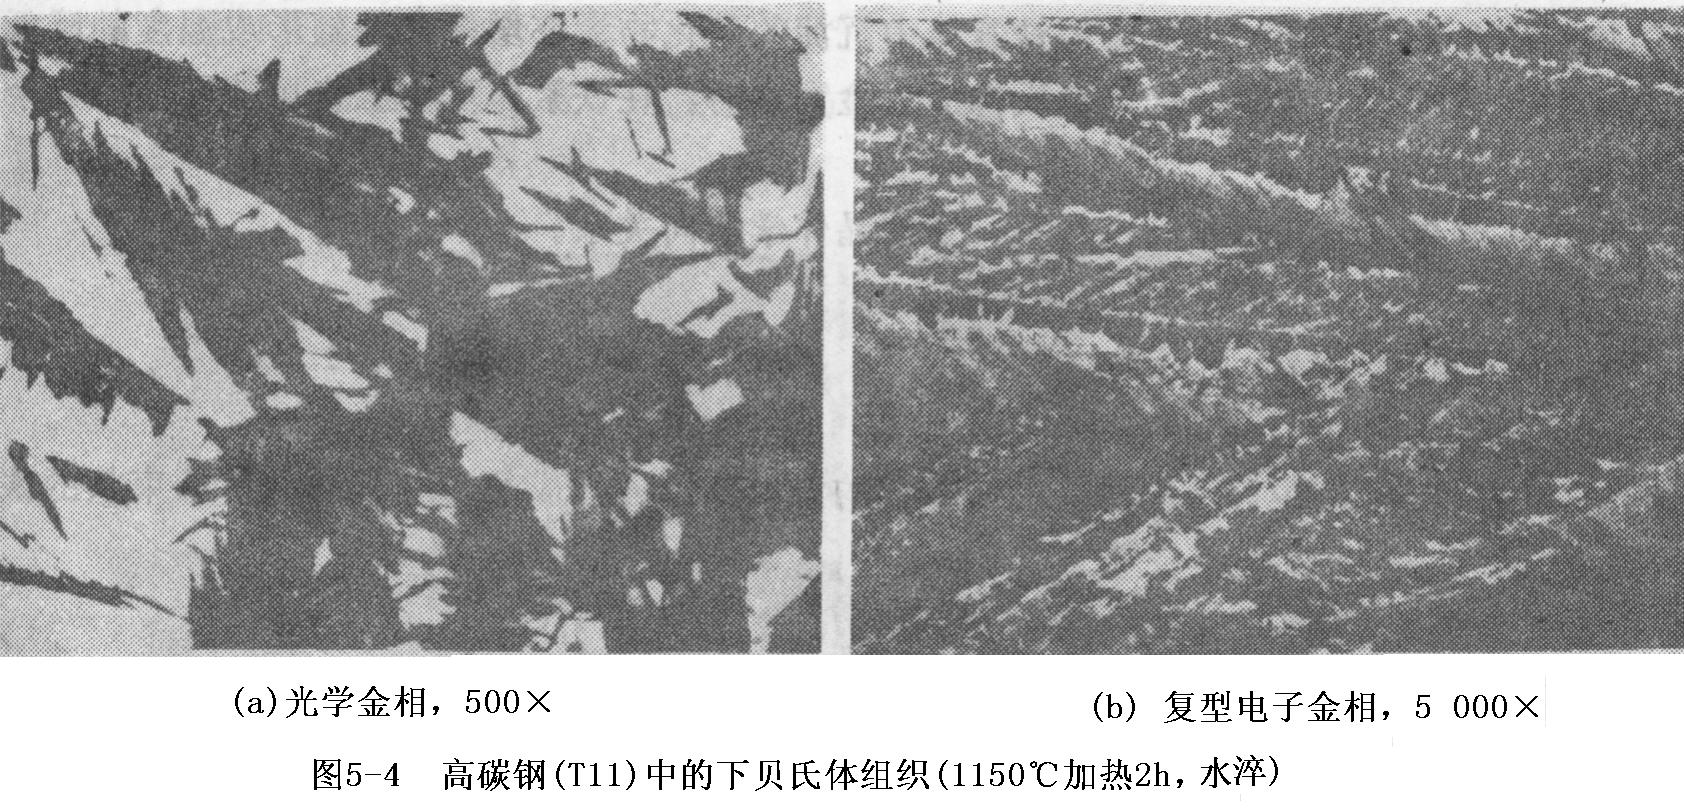 (a)光学金相，500×
(b) 复型电子金相，5 000×
图5-4 高碳钢(T11)中的下贝氏体组织(1150℃加热2h，水淬)